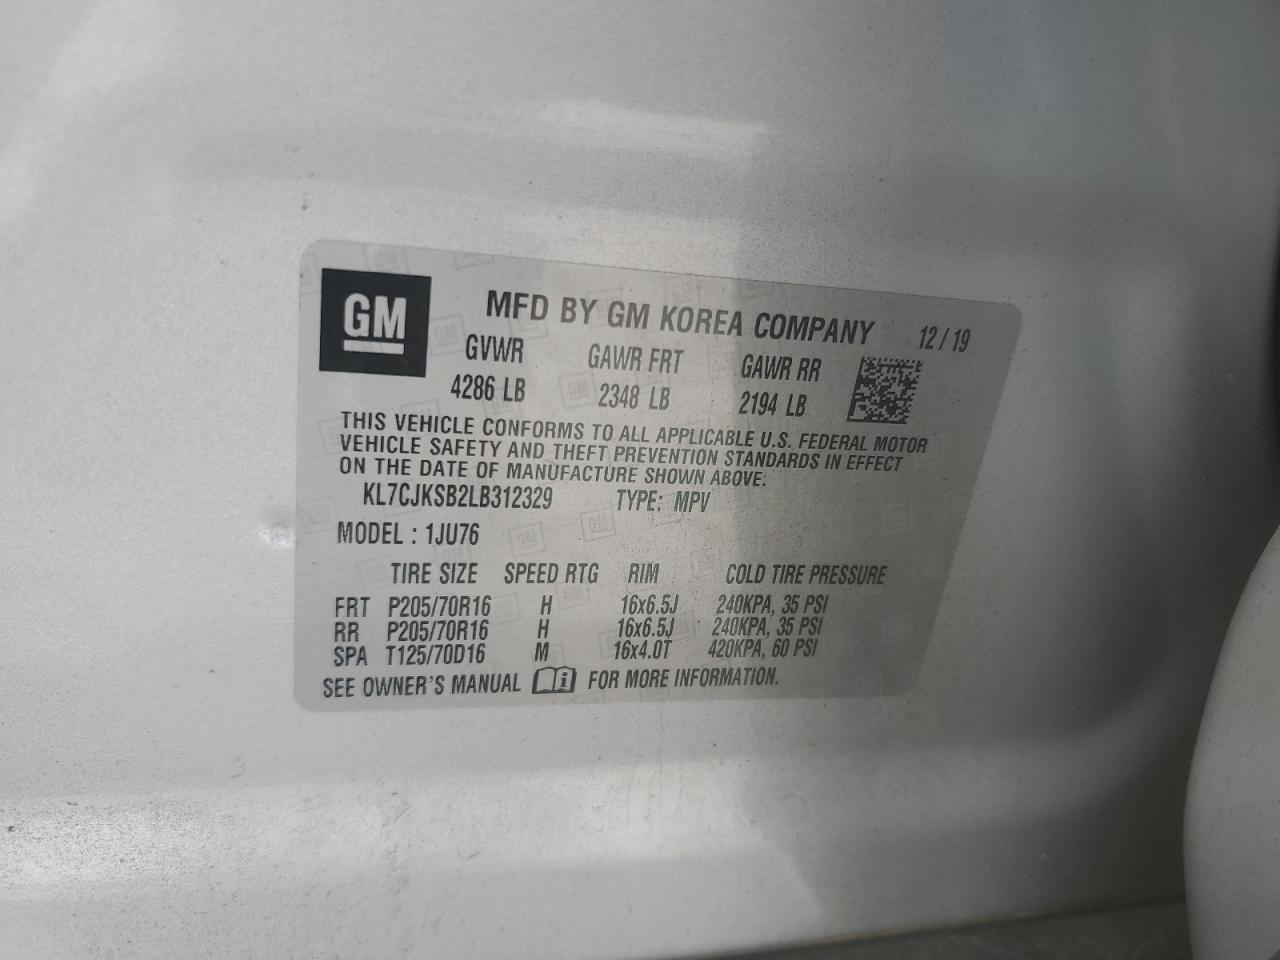 GM
MFD BY GM KOREA COMPANY 12/19
GVWR GAWR FRT GAWR RR
4286 LB 2348 LB 2194 LB
THIS VEHICLE CONFORMS TO ALL APPLICABLE U.S. FEDERAL MOTOR
VEHICLE SAFETY AND THEFT PREVENTION STANDARDS IN EFFECT
ON THE DATE OF MANUFACTURE SHOWN ABOVE.
KL7CJKSB2LB312329 TYPE: MPV
MODEL : 1JU76
TIRE SIZE SPEED RTG RIM COLD TIRE PRESSURE
FRT P205/70R16 H 16x6.5J 240KPA, 35 PSI
RR P205/70R16 H 16x6.5J 240KPA, 35 PSI
SPA T125/70D16 M 16x4.0T 420KPA, 60 PSI
SEE OWNER'S MANUAL i FOR MORE INFORMATION.